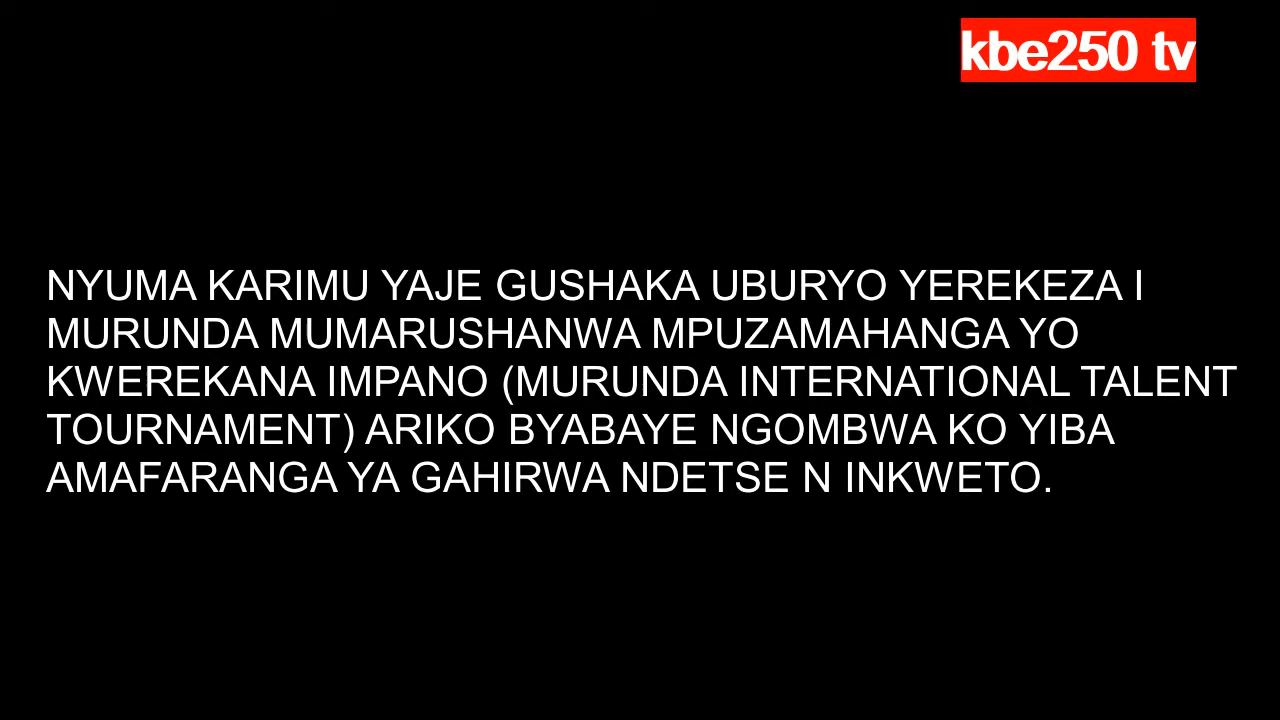 kbe250 tv
NYUMA KARIMU YAJE GUSHAKA UBURYO YEREKEZA I
MURUNDA MUMARUSHANWA MPUZAMAHANGA YO
KWEREKANA IMPANO (MURUNDA INTERNATIONAL TALENT
TOURNAMENT) ARIKO BYABAYE NGOMBWA KO YIBA
AMAFARANGA YA GAHIRWA NDETSE N INKWETO.